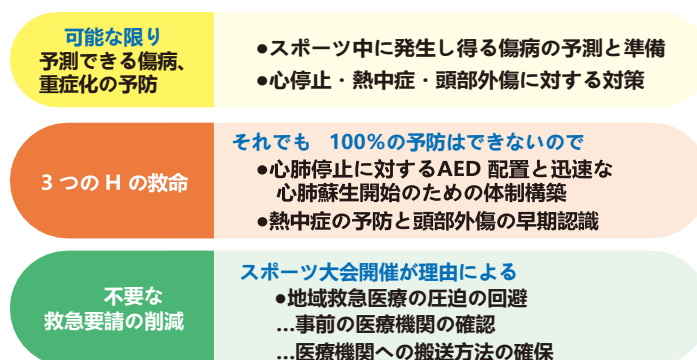 可能な限り
予測できる傷病、
重症化の予防
●スポーツ中に発生し得る傷病の予測と準備
●心停止・熱中症・頭部外傷に対する対策
3 つの H の救命
それでも 100%の予防はできないので
●心肺停止に対するAED 配置と迅速な
心肺蘇生開始のための体制構築
●熱中症の予防と頭部外傷の早期認識
不要な
救急要請の削減
スポーツ大会開催が理由による
●地域救急医療の圧迫の回避
…事前の医療機関の確認
…医療機関への搬送方法の確保